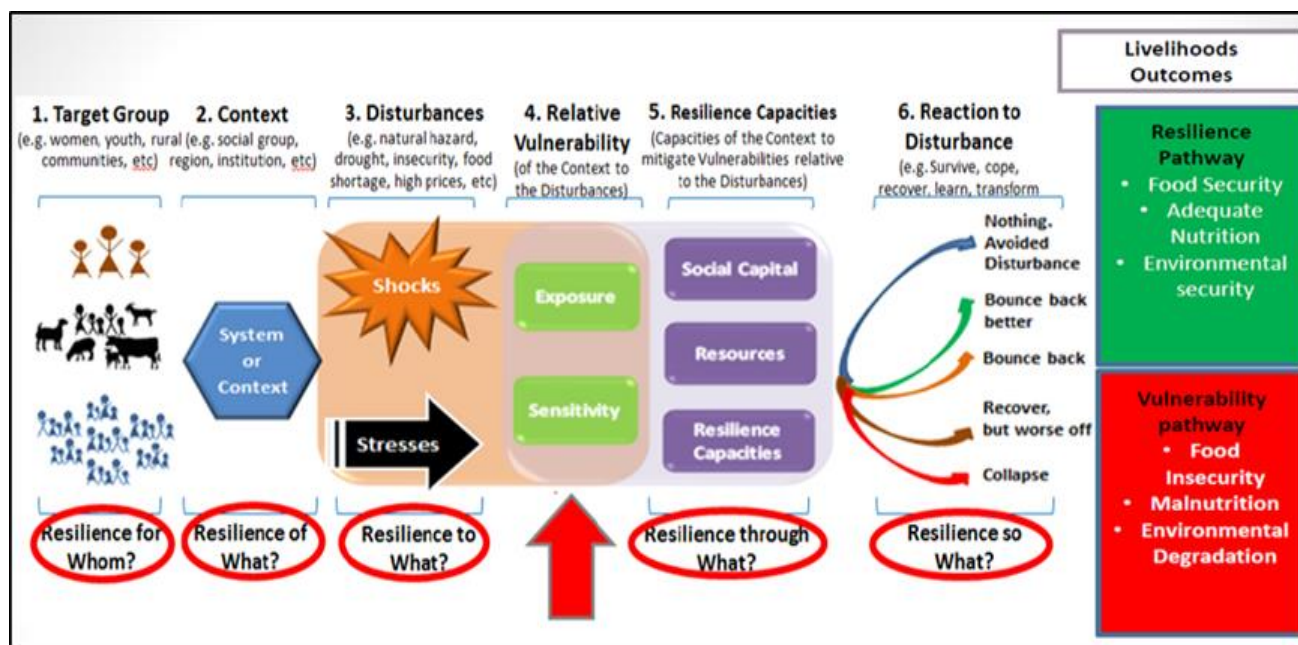 Livelihoods
Outcomes
1. Target Group
(e.g. women, youth, rural
communities, etc)
2. Context
(e.g. social group,
region, institution, etc)
3. Disturbances
(e.g. natural hazard,
drought, insecurity, food
shortage, high prices, etc)
4. Relative
Vulnerability
(of the Context to
the Disturbances)
5. Resilience Capacities
(Capacities of the Context to
mitigate Vulnerabilities relative
to the Disturbances)
6. Reaction to
Disturbance
(e.g. Survive, cope,
recover, learn, transform
System
or
Context
Shocks
Stresses
Exposure
Sensitivity
Social Capital
Resources
Resilience
Capacities
Nothing.
Avoided
Disturbance
Bounce back
better
Bounce back
Recover,
but worse off
Collapse
Resilience
Pathway
• Food Security
• Adequate
Nutrition
• Environmental
security
Vulnerability
pathway
• Food
Insecurity
• Malnutrition
• Environmental
Degradation
Resilience for
Whom?
Resilience of
What?
Resilience to
What?
Resilience through
What?
Resilience so
What?